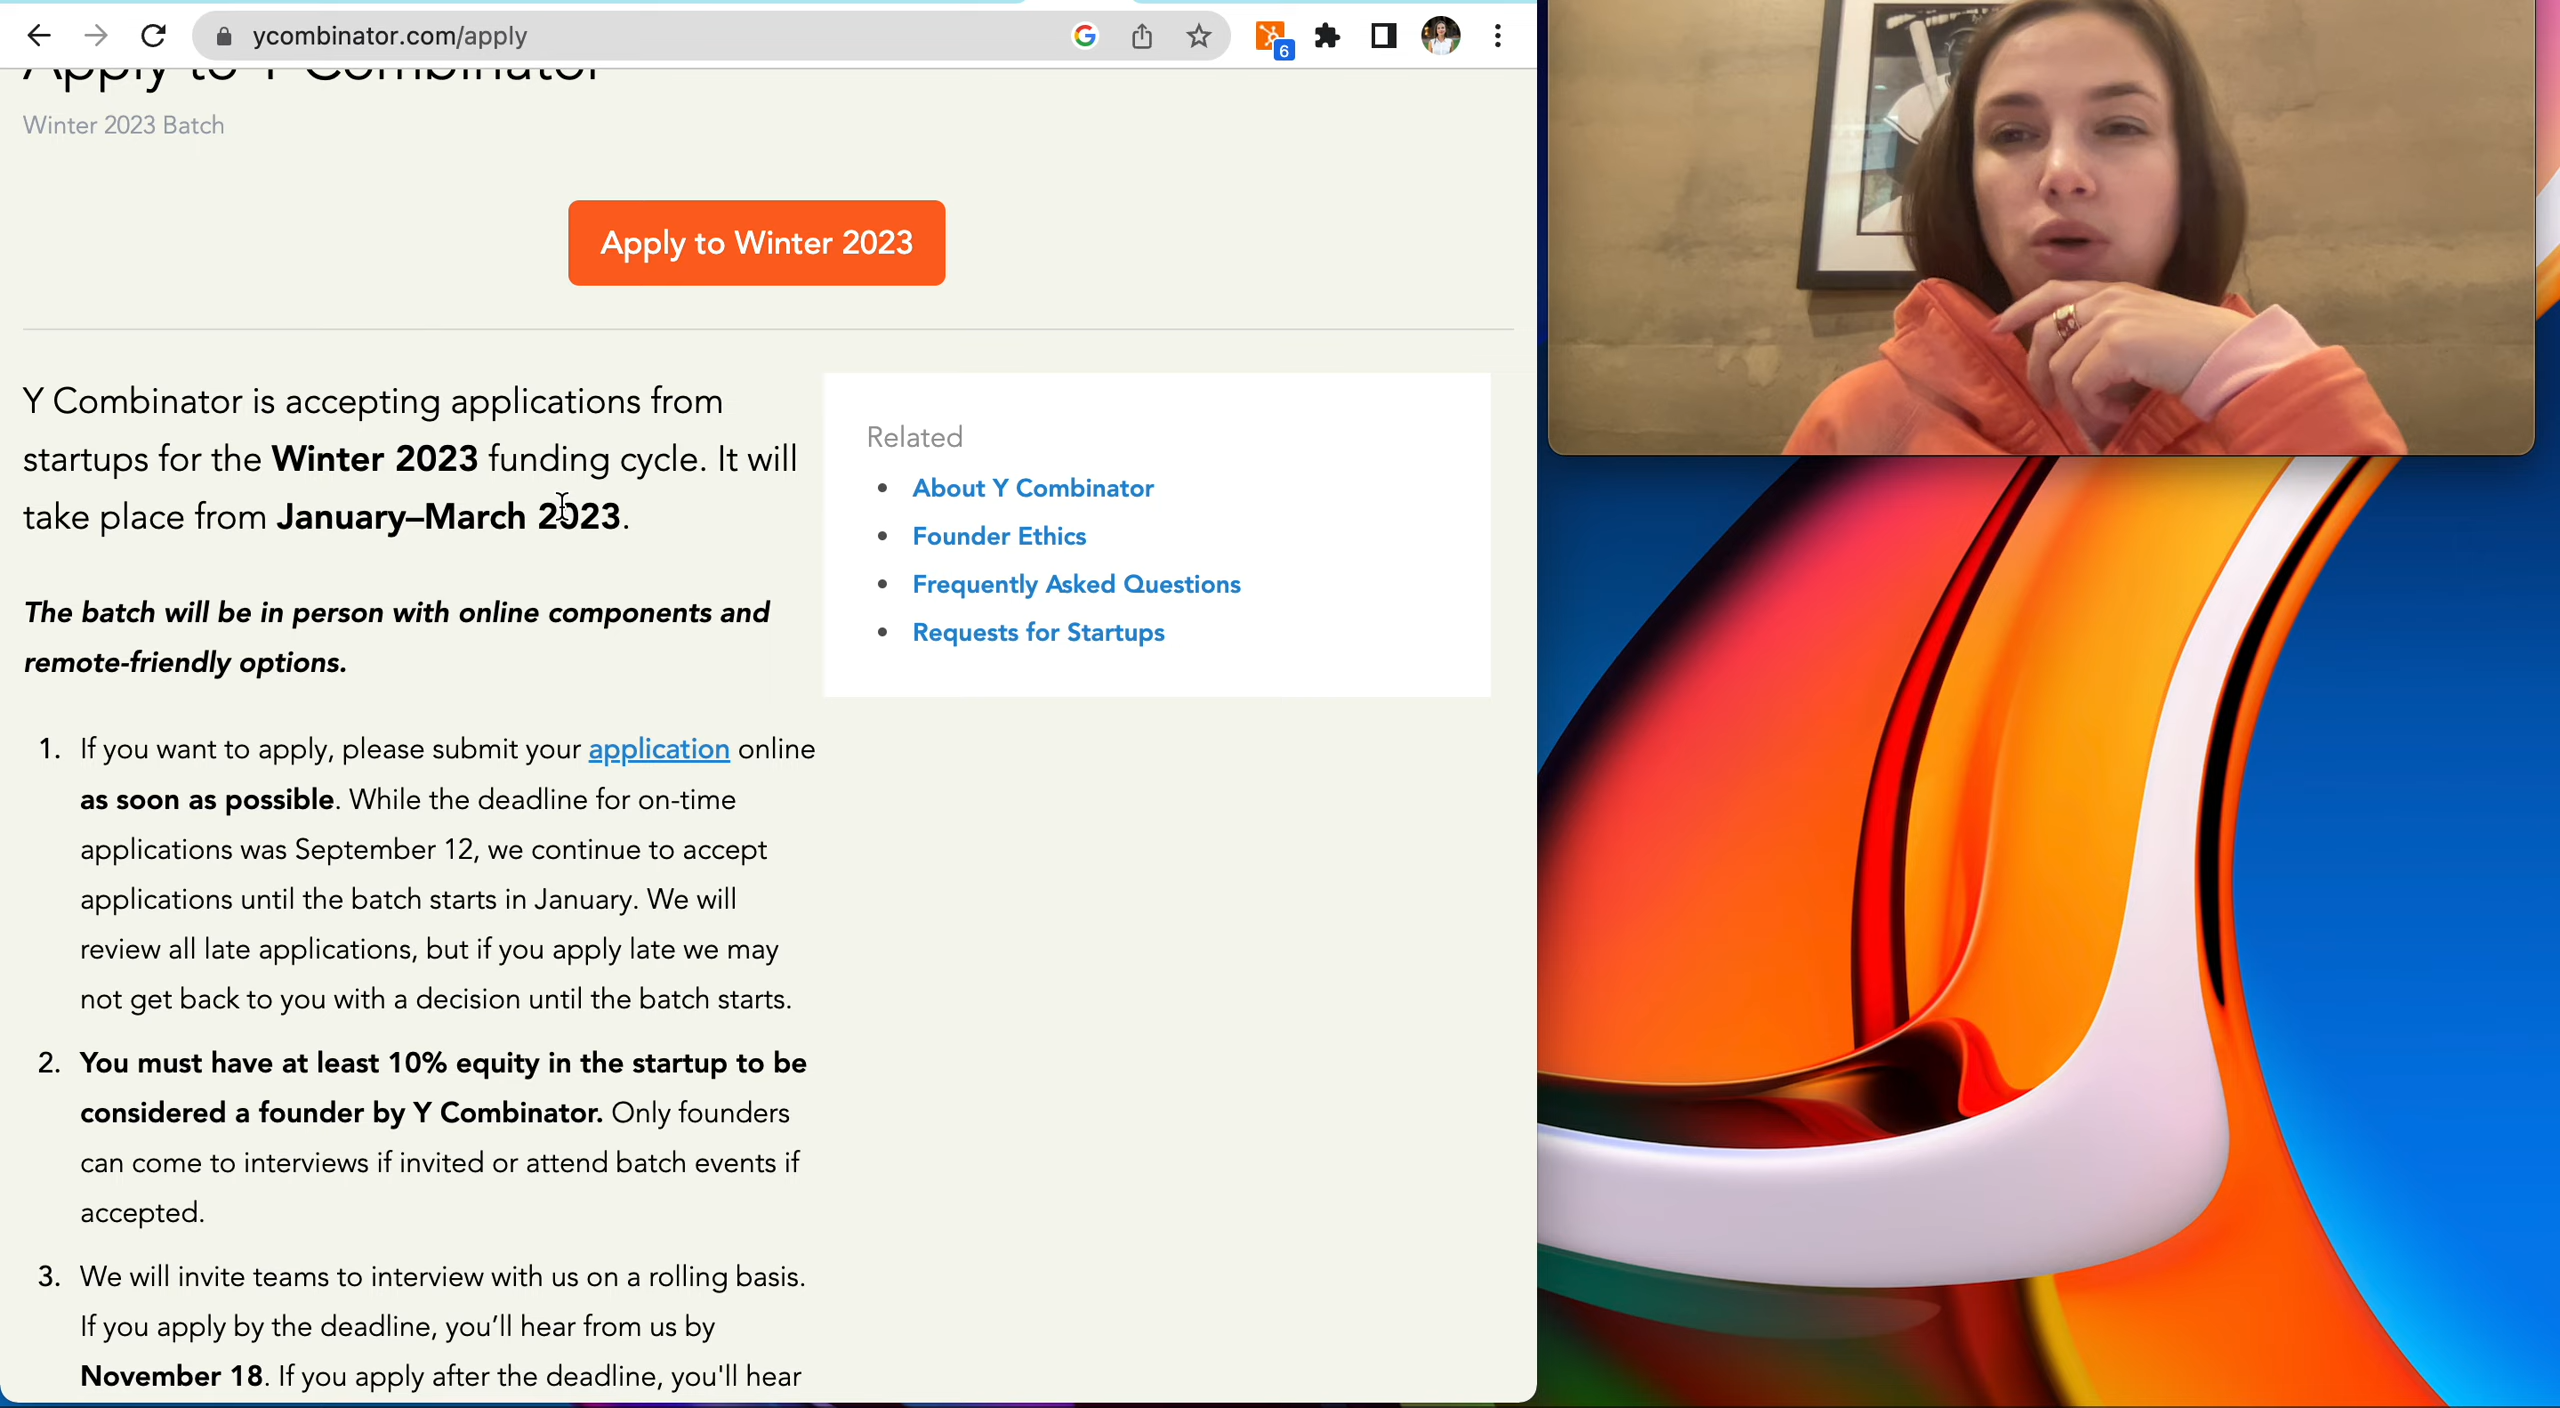 ycombinator.com/apply
6
Apply to Y Combinator
Winter 2023 Batch
Apply to Winter 2023
Y Combinator is accepting applications from
startups for the Winter 2023 funding cycle. It will
take place from January–March 2023.
The batch will be in person with online components and
remote-friendly options.
1. If you want to apply, please submit your application online
as soon as possible. While the deadline for on-time
applications was September 12, we continue to accept
applications until the batch starts in January. We will
review all late applications, but if you apply late we may
not get back to you with a decision until the batch starts.
2. You must have at least 10% equity in the startup to be
considered a founder by Y Combinator. Only founders
can come to interviews if invited or attend batch events if
accepted.
3. We will invite teams to interview with us on a rolling basis.
If you apply by the deadline, you’ll hear from us by
November 18. If you apply after the deadline, you'll hear
Related
• About Y Combinator
• Founder Ethics
• Frequently Asked Questions
• Requests for Startups